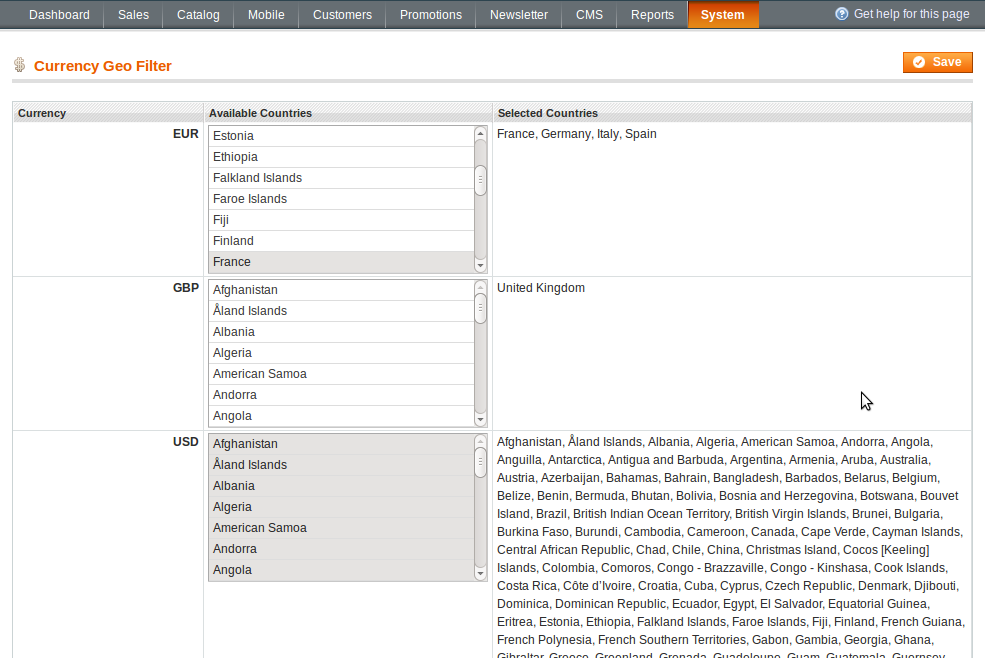 Dashboard Sales Catalog Mobile Customers Promotions Newsletter CMS Reports System Get help for this page
Currency Geo Filter Save
Currency Available Countries Selected Countries
EUR
Estonia
Ethiopia
Falkland Islands
Faroe Islands
Fiji
Finland
France
France, Germany, Italy, Spain
GBP
Afghanistan
Åland Islands
Albania
Algeria
American Samoa
Andorra
Angola
United Kingdom
USD
Afghanistan
Åland Islands
Albania
Algeria
American Samoa
Andorra
Angola
Afghanistan, Åland Islands, Albania, Algeria, American Samoa, Andorra, Angola,
Anguilla, Antarctica, Antigua and Barbuda, Argentina, Armenia, Aruba, Australia,
Austria, Azerbaijan, Bahamas, Bahrain, Bangladesh, Barbados, Belarus, Belgium,
Belize, Benin, Bermuda, Bhutan, Bolivia, Bosnia and Herzegovina, Botswana, Bouvet
Island, Brazil, British Indian Ocean Territory, British Virgin Islands, Brunei, Bulgaria,
Burkina Faso, Burundi, Cambodia, Cameroon, Canada, Cape Verde, Cayman Islands,
Central African Republic, Chad, Chile, China, Christmas Island, Cocos [Keeling]
Islands, Colombia, Comoros, Congo - Brazzaville, Congo - Kinshasa, Cook Islands,
Costa Rica, Côte d’Ivoire, Croatia, Cuba, Cyprus, Czech Republic, Denmark, Djibouti,
Dominica, Dominican Republic, Ecuador, Egypt, El Salvador, Equatorial Guinea,
Eritrea, Estonia, Ethiopia, Falkland Islands, Faroe Islands, Fiji, Finland, French Guiana,
French Polynesia, French Southern Territories, Gabon, Gambia, Georgia, Ghana,
Gibraltar, Greece, Greenland, Grenada, Guadeloupe, Guam, Guatemala, Guernsey,